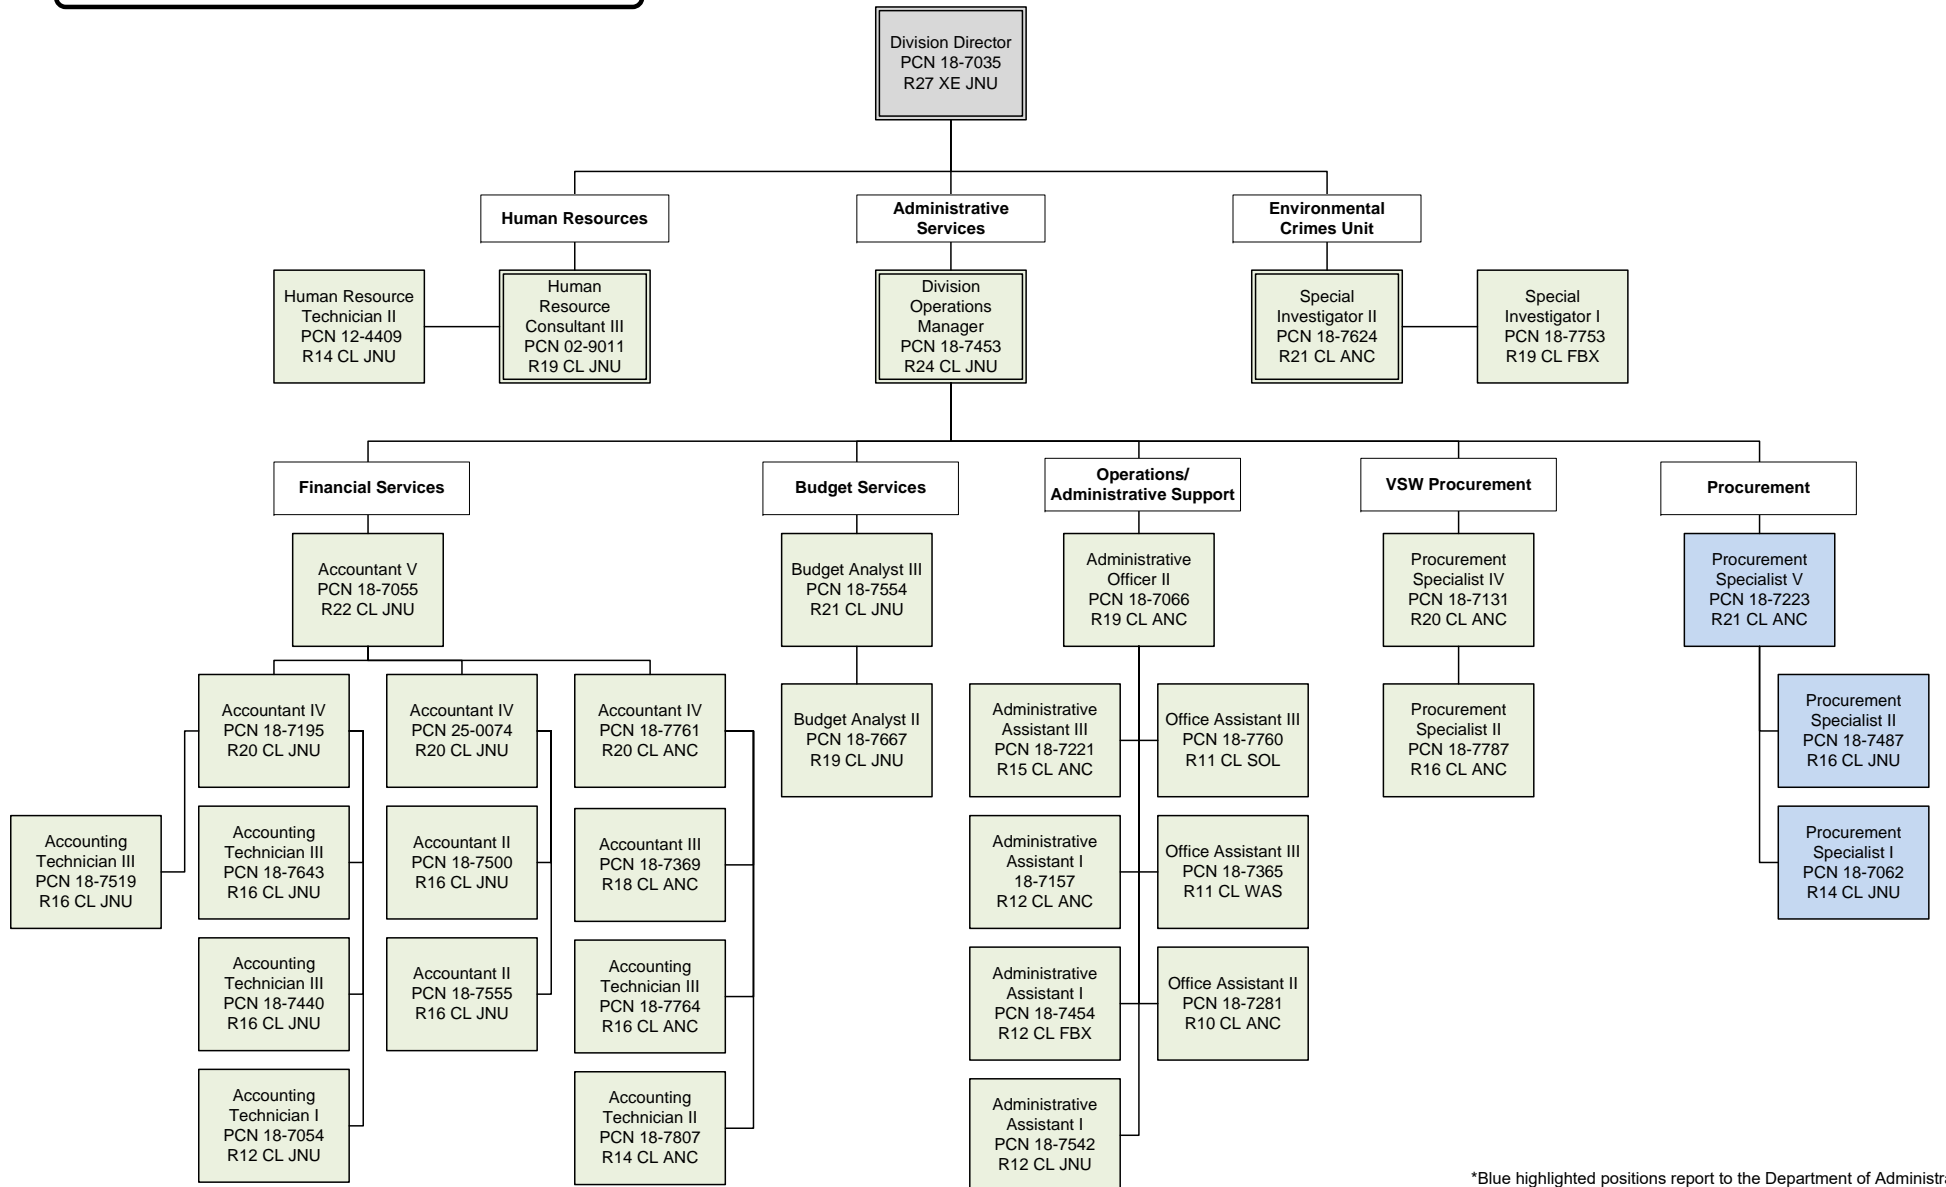 Division Director
PCN 18-7035
R27 XE JNU
Human Resources
Administrative
Services
Environmental
Crimes Unit
Human Resource
Technician II
PCN 12-4409
R14 CL JNU
Human
Resource
Consultant III
PCN 02-9011
R19 CL JNU
Division
Operations
Manager
PCN 18-7453
R24 CL JNU
Special
Investigator II
PCN 18-7624
R21 CL ANC
Special
Investigator I
PCN 18-7753
R19 CL FBX
Financial Services
Budget Services
Operations/
Administrative Support
VSW Procurement
Procurement
Accountant V
PCN 18-7055
R22 CL JNU
Budget Analyst III
PCN 18-7554
R21 CL JNU
Administrative
Officer II
PCN 18-7066
R19 CL ANC
Procurement
Specialist IV
PCN 18-7131
R20 CL ANC
Procurement
Specialist V
PCN 18-7223
R21 CL ANC
Accountant IV
PCN 18-7195
R20 CL JNU
Accountant IV
PCN 25-0074
R20 CL JNU
Accountant IV
PCN 18-7761
R20 CL ANC
Budget Analyst II
PCN 18-7667
R19 CL JNU
Administrative
Assistant III
PCN 18-7221
R15 CL ANC
Office Assistant III
PCN 18-7760
R11 CL SOL
Procurement
Specialist II
PCN 18-7787
R16 CL ANC
Procurement
Specialist II
PCN 18-7487
R16 CL JNU
Accounting
Technician III
PCN 18-7519
R16 CL JNU
Accounting
Technician III
PCN 18-7643
R16 CL JNU
Accountant II
PCN 18-7500
R16 CL JNU
Accountant III
PCN 18-7369
R18 CL ANC
Administrative
Assistant I
18-7157
R12 CL ANC
Office Assistant III
PCN 18-7365
R11 CL WAS
Procurement
Specialist I
PCN 18-7062
R14 CL JNU
Accounting
Technician III
PCN 18-7440
R16 CL JNU
Accountant II
PCN 18-7555
R16 CL JNU
Accounting
Technician III
PCN 18-7764
R16 CL ANC
Administrative
Assistant I
PCN 18-7454
R12 CL FBX
Office Assistant II
PCN 18-7281
R10 CL ANC
Accounting
Technician I
PCN 18-7054
R12 CL JNU
Accounting
Technician II
PCN 18-7807
R14 CL ANC
Administrative
Assistant I
PCN 18-7542
R12 CL JNU
*Blue highlighted positions report to the Department of Administra